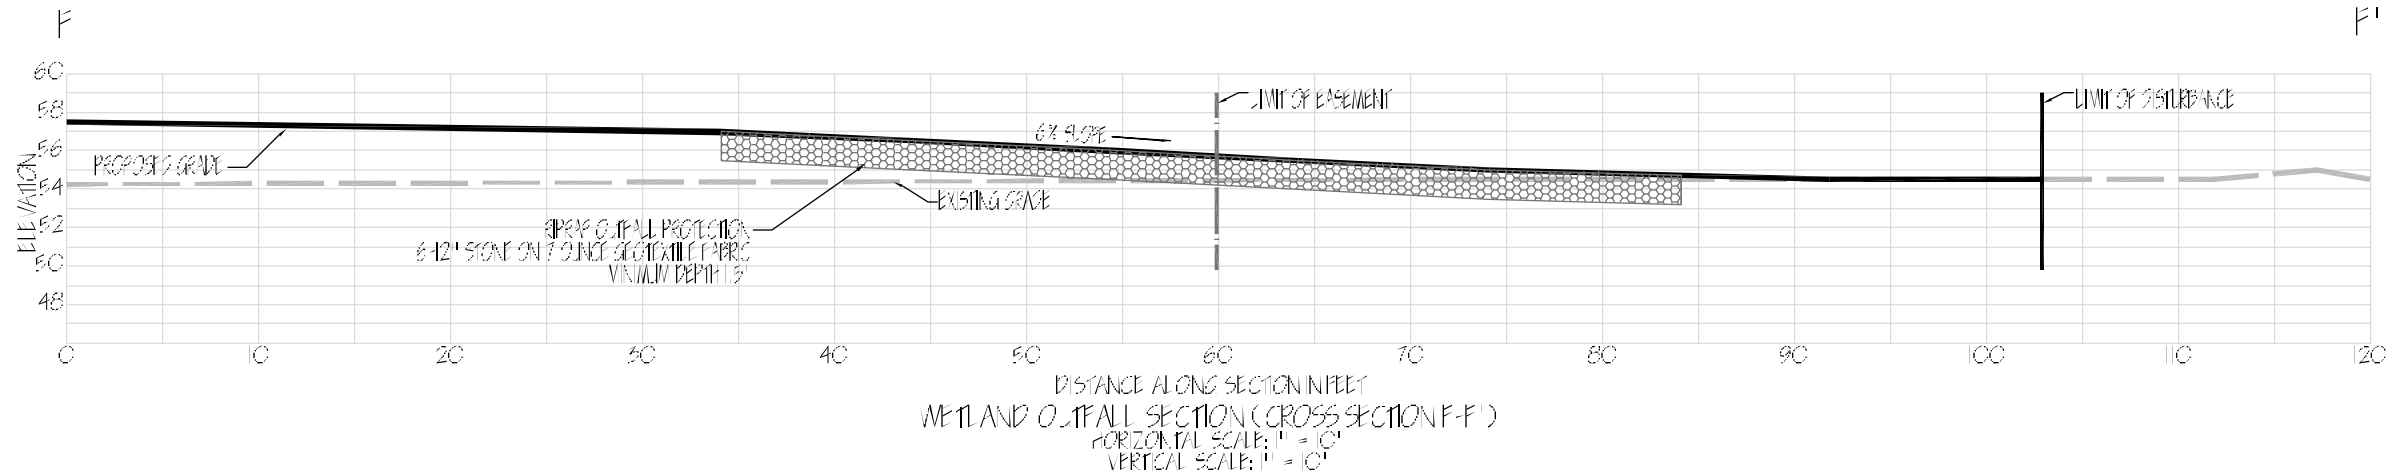 F F'
60
58
56
54
52
50
48
ELEVATION
PROPOSED GRADE
6% SLOPE
LIMIT OF EASEMENT
LIMIT OF DISTURBANCE
EXISTING GRADE
RIPRAP OUTFALL PROTECTION
6-12" STONE ON 7 OUNCE GEOTEXTILE FABRIC
MINIMUM DEPTH 1.5'
0 10 20 30 40 50 60 70 80 90 100 110 120
DISTANCE ALONG SECTION IN FEET
WETLAND OUTFALL SECTION (CROSS SECTION F-F')
HORIZONTAL SCALE: 1" = 10'
VERTICAL SCALE: 1" = 10'